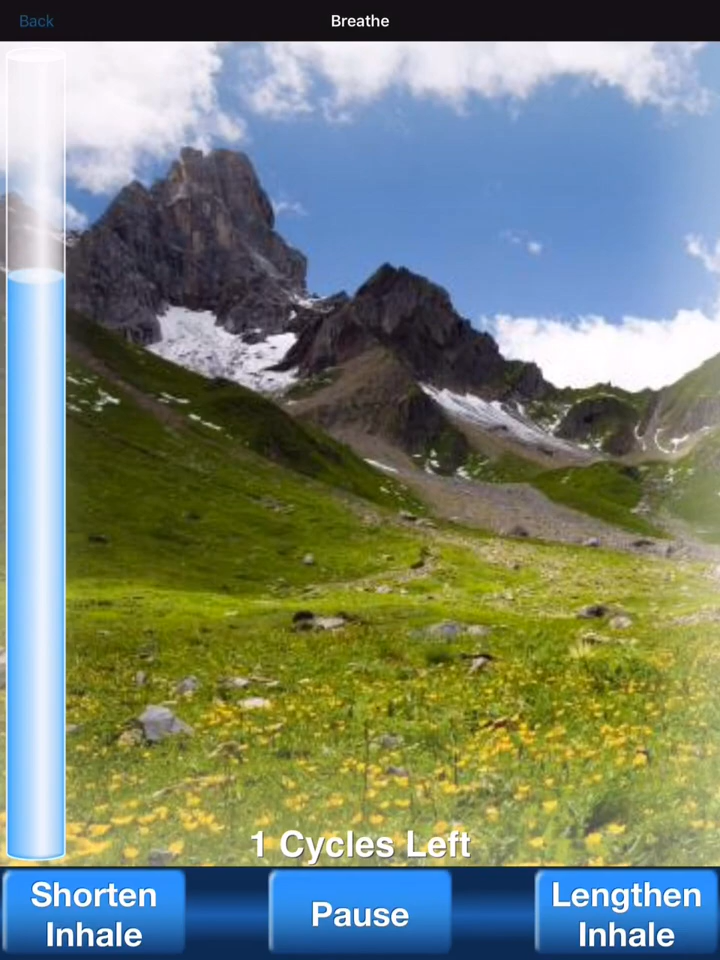 Back
Breathe
1 Cycles Left
Shorten
Inhale
Pause
Lengthen
Inhale